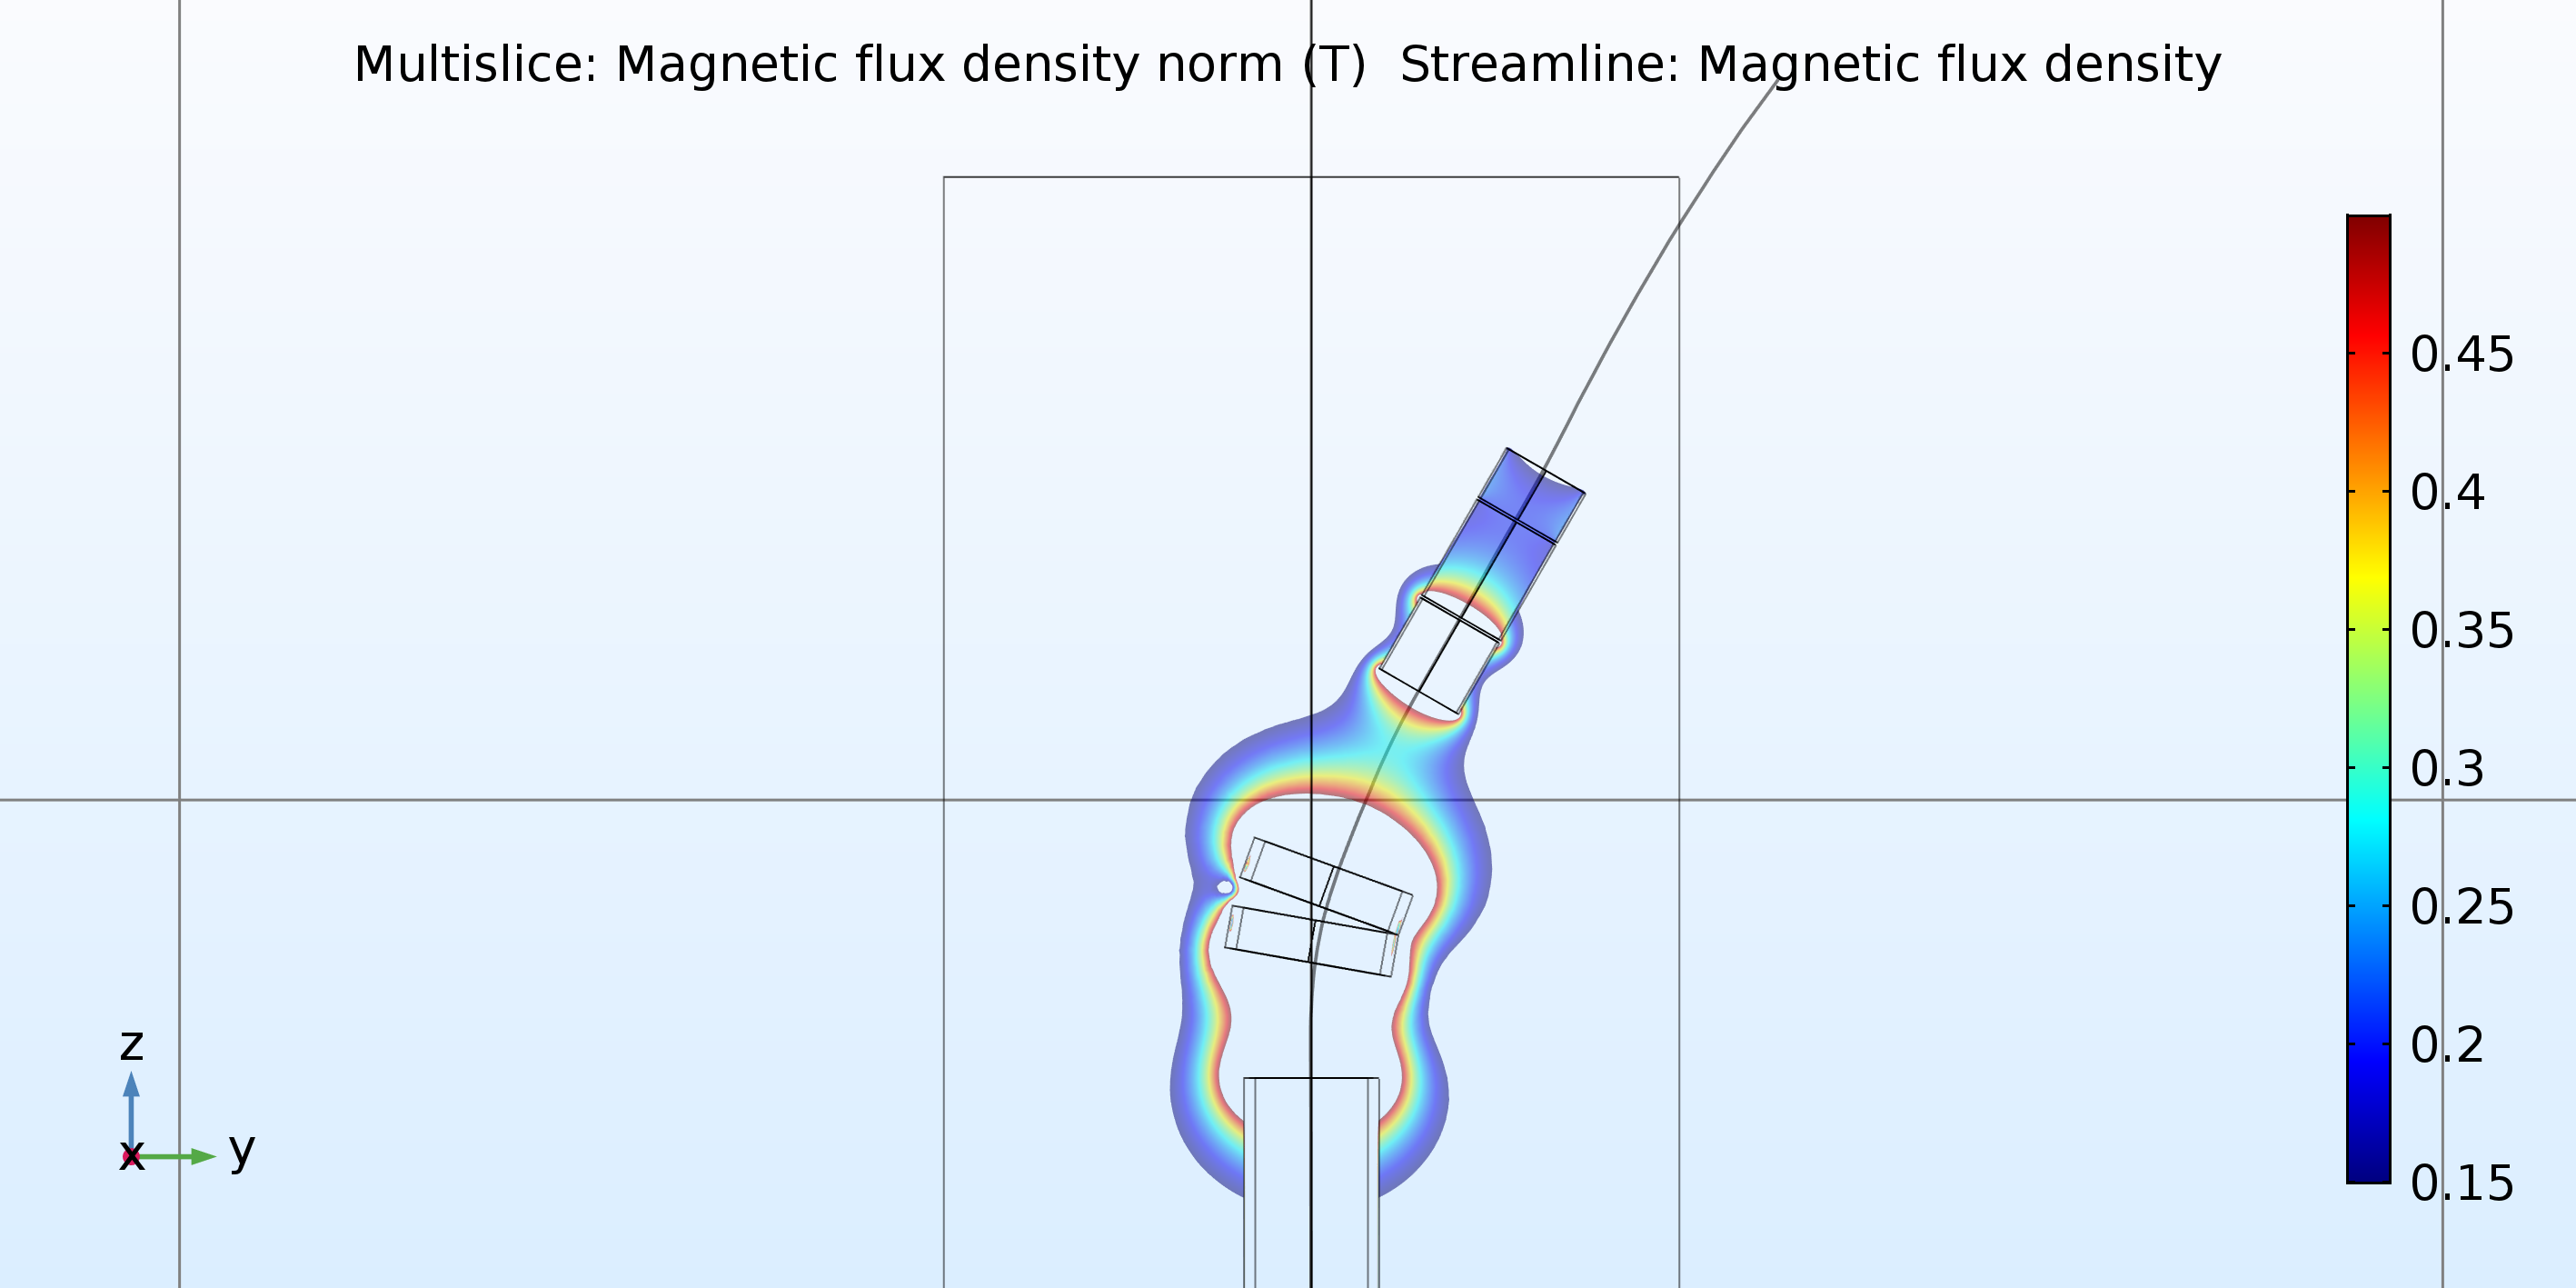 Multislice: Magnetic flux density norm (T)  Streamline: Magnetic flux density
0.45
0.4
0.35
0.3
0.25
0.2
0.15
z
x
y